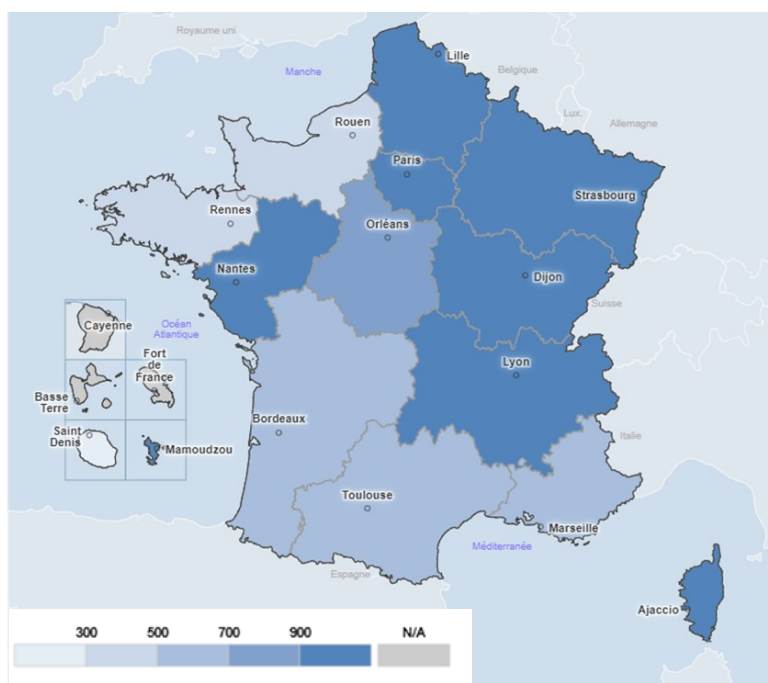 Royaume uni
Lille
Manche
Belgique
Lux.
Allemagne
Rouen
Paris
Strasbourg
Rennes
Orléans
Nantes
Dijon
Suisse
Cayenne
Océan
Atlantique
Fort
de
France
Lyon
Basse
Terre
Bordeaux
Saint
Denis
Mamoudzou
Italie
Toulouse
Marseille
Méditerranée
Espagne
Ajaccio
300 500 700 900 N/A